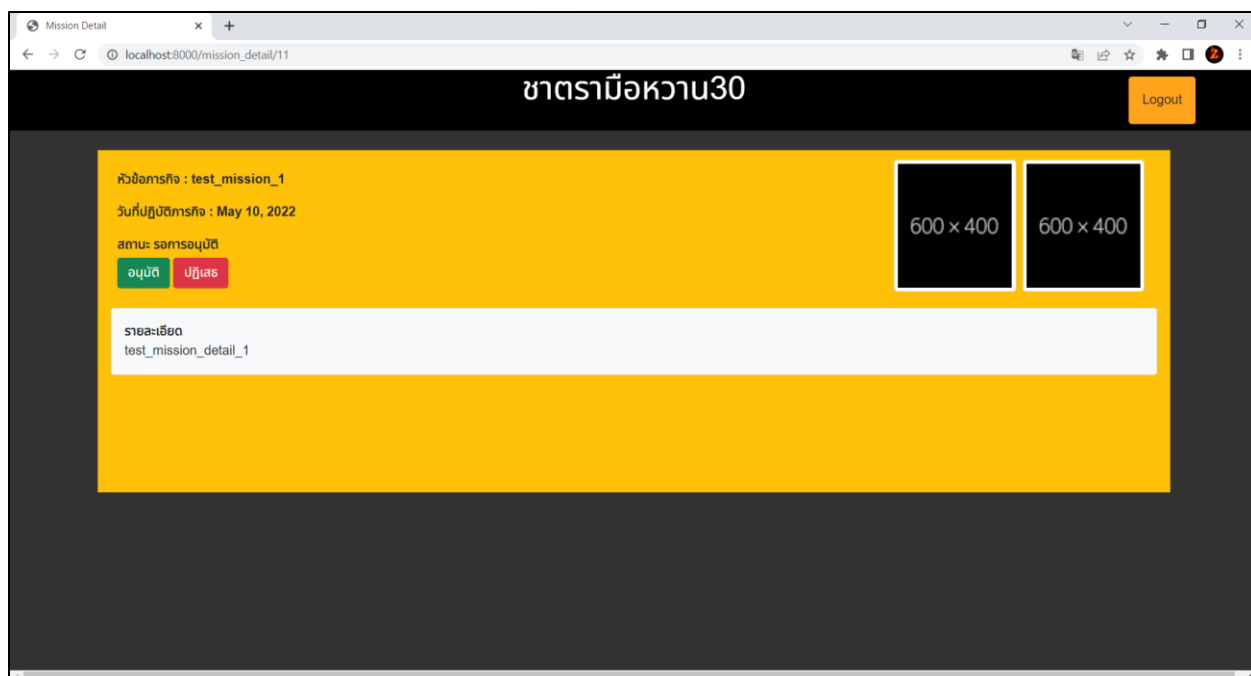 Mission Detail
localhost:8000/mission_detail/11
Z
ชาตรามือหวาน30
Logout
หัวข้อภารกิจ : test_mission_1
วันที่ปฏิบัติภารกิจ : May 10, 2022
สถานะ รอการอนุมัติ
อนุมัติ ปฏิเสธ
600 × 400 600 × 400
รายละเอียด
test_mission_detail_1